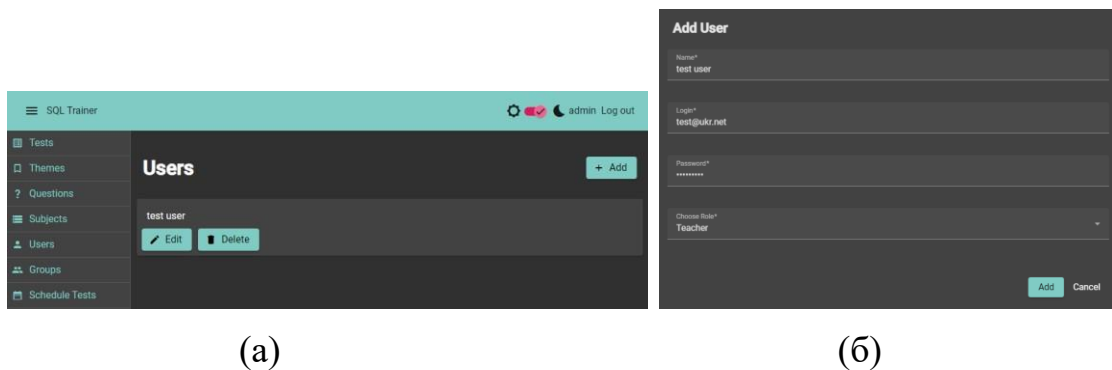 SQL Trainer
admin Log out
Tests
Themes
Questions
Subjects
Users
Groups
Schedule Tests
Users
+ Add
test user
Edit
Delete
Add User
Name*
test user
Login*
test@ukr.net
Password*
•••••••••
Choose Role*
Teacher
Add Cancel
(а)
(б)